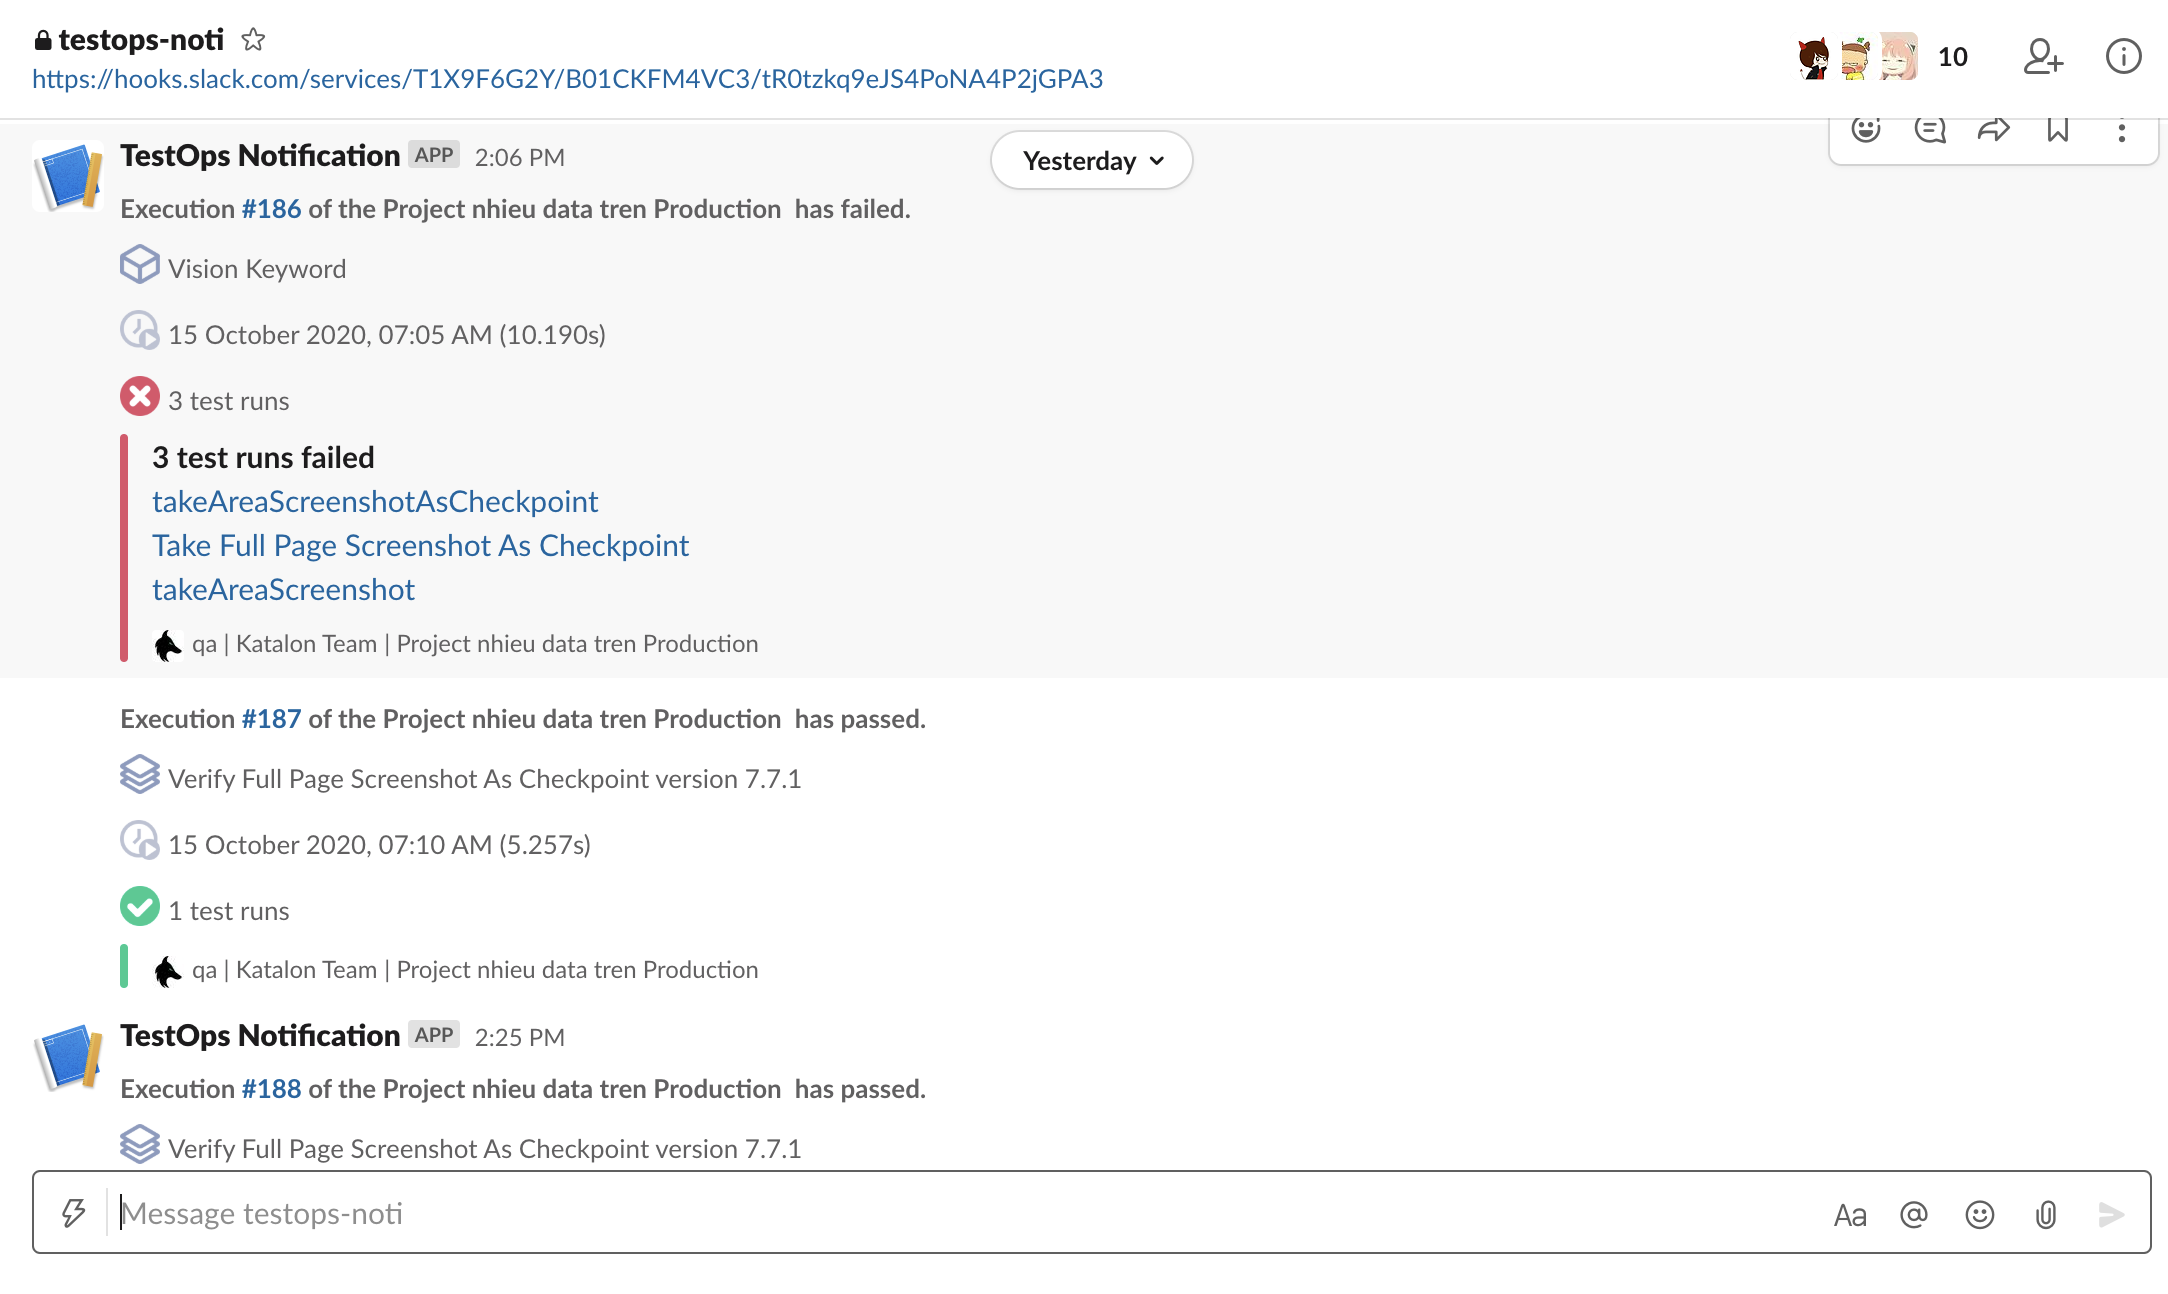 testops-noti
https://hooks.slack.com/services/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
10
TestOps Notification APP 2:06 PM
Yesterday
Execution #186 of the Project nhieu data tren Production has failed.
Vision Keyword
15 October 2020, 07:05 AM (10.190s)
3 test runs
3 test runs failed
takeAreaScreenshotAsCheckpoint
Take Full Page Screenshot As Checkpoint
takeAreaScreenshot
qa | Katalon Team | Project nhieu data tren Production
Execution #187 of the Project nhieu data tren Production has passed.
Verify Full Page Screenshot As Checkpoint version 7.7.1
15 October 2020, 07:10 AM (5.257s)
1 test runs
qa | Katalon Team | Project nhieu data tren Production
TestOps Notification APP 2:25 PM
Execution #188 of the Project nhieu data tren Production has passed.
Verify Full Page Screenshot As Checkpoint version 7.7.1
Message testops-noti
Aa